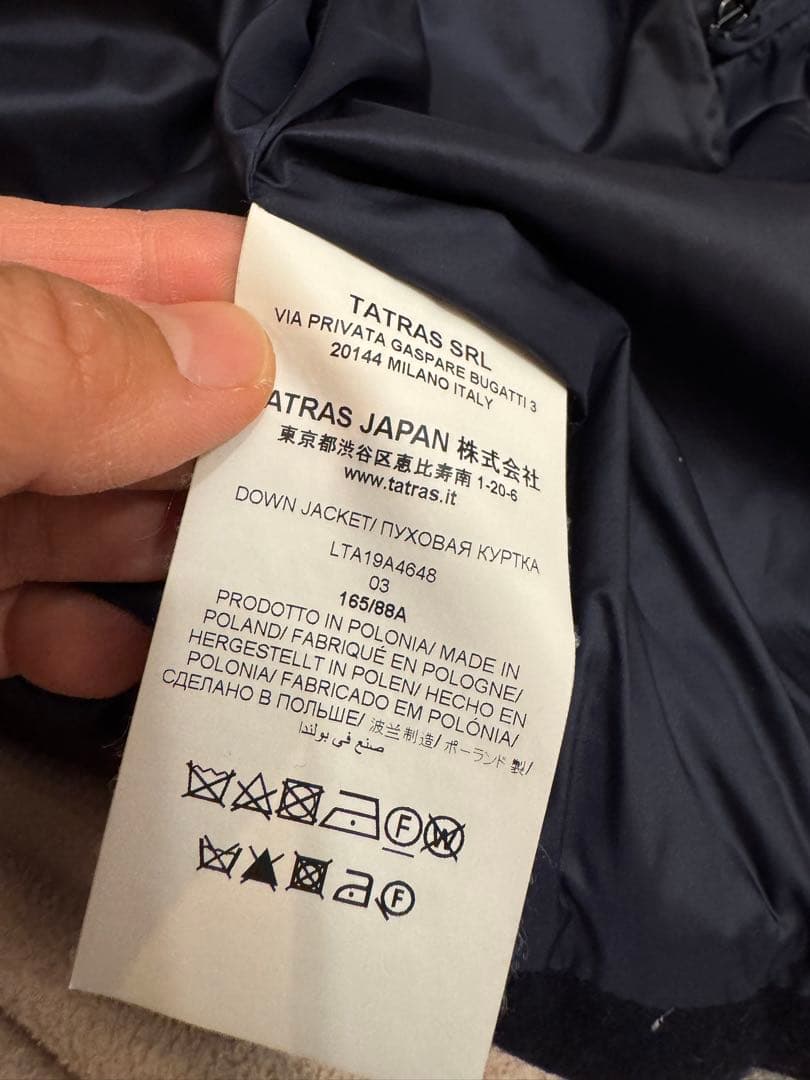 TATRAS SRL
VIA PRIVATA GASPARE BUGATTI 3
20144 MILANO ITALY
ATRAS JAPAN 株式会社
東京都渋谷区恵比寿南 1-20-6
www.tatras.it
DOWN JACKET/ ПУХОВАЯ КУРТКА
LTA19A4648
03
165/88A
PRODOTTO IN POLONIA/ MADE IN
POLAND/ FABRIQUÉ EN POLOGNE/
HERGESTELLT IN POLEN/ HECHO EN
POLONIA/ FABRICADO EM POLÓNIA/
СДЕЛАНО В ПОЛЬШЕ/ 波兰制造/ ポーランド 製/
صنع في بولندا
F W
F